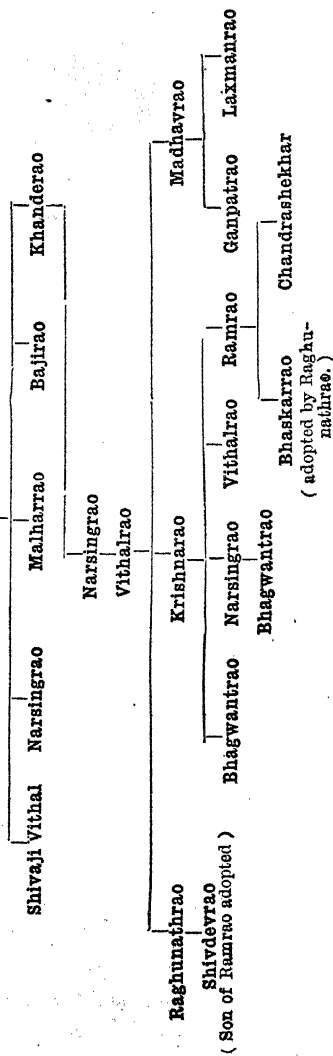 Shivaji Vithal Narsingrao Malharrao Bajirao Khanderao
Narsingrao
Vithalrao
Raghunathrao Krishnarao Madhavrao
Shivdevrao
( Son of Ramrao adopted )
Bhagwantrao Narsingrao Vithalrao Ramrao Ganpatrao Laxmanrao
Bhagwantrao
Bhaskarrao Chandrashekhar
( adopted by Raghu-
nathrao. )